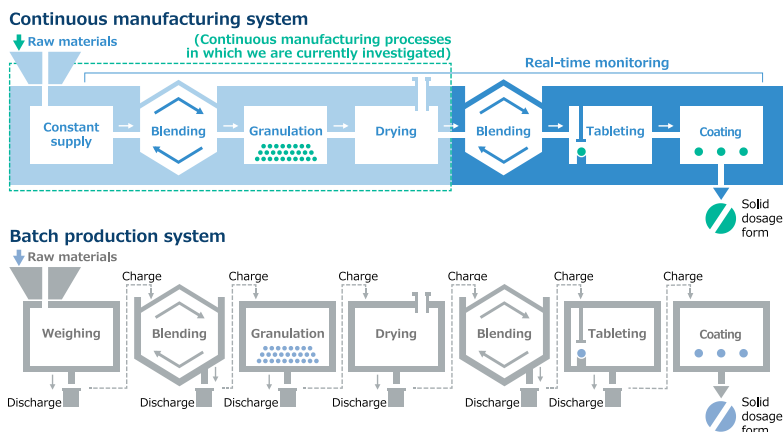 Continuous manufacturing system
Raw materials
(Continuous manufacturing processes
in which we are currently investigated)
Real-time monitoring
Constant
supply
Blending
Granulation
Drying
Blending
Tableting
Coating
Solid
dosage
form
Batch production system
Raw materials
Charge
Charge
Charge
Charge
Charge
Charge
Weighing
Blending
Granulation
Drying
Blending
Tableting
Coating
Discharge
Discharge
Discharge
Discharge
Discharge
Discharge
Solid
dosage
form